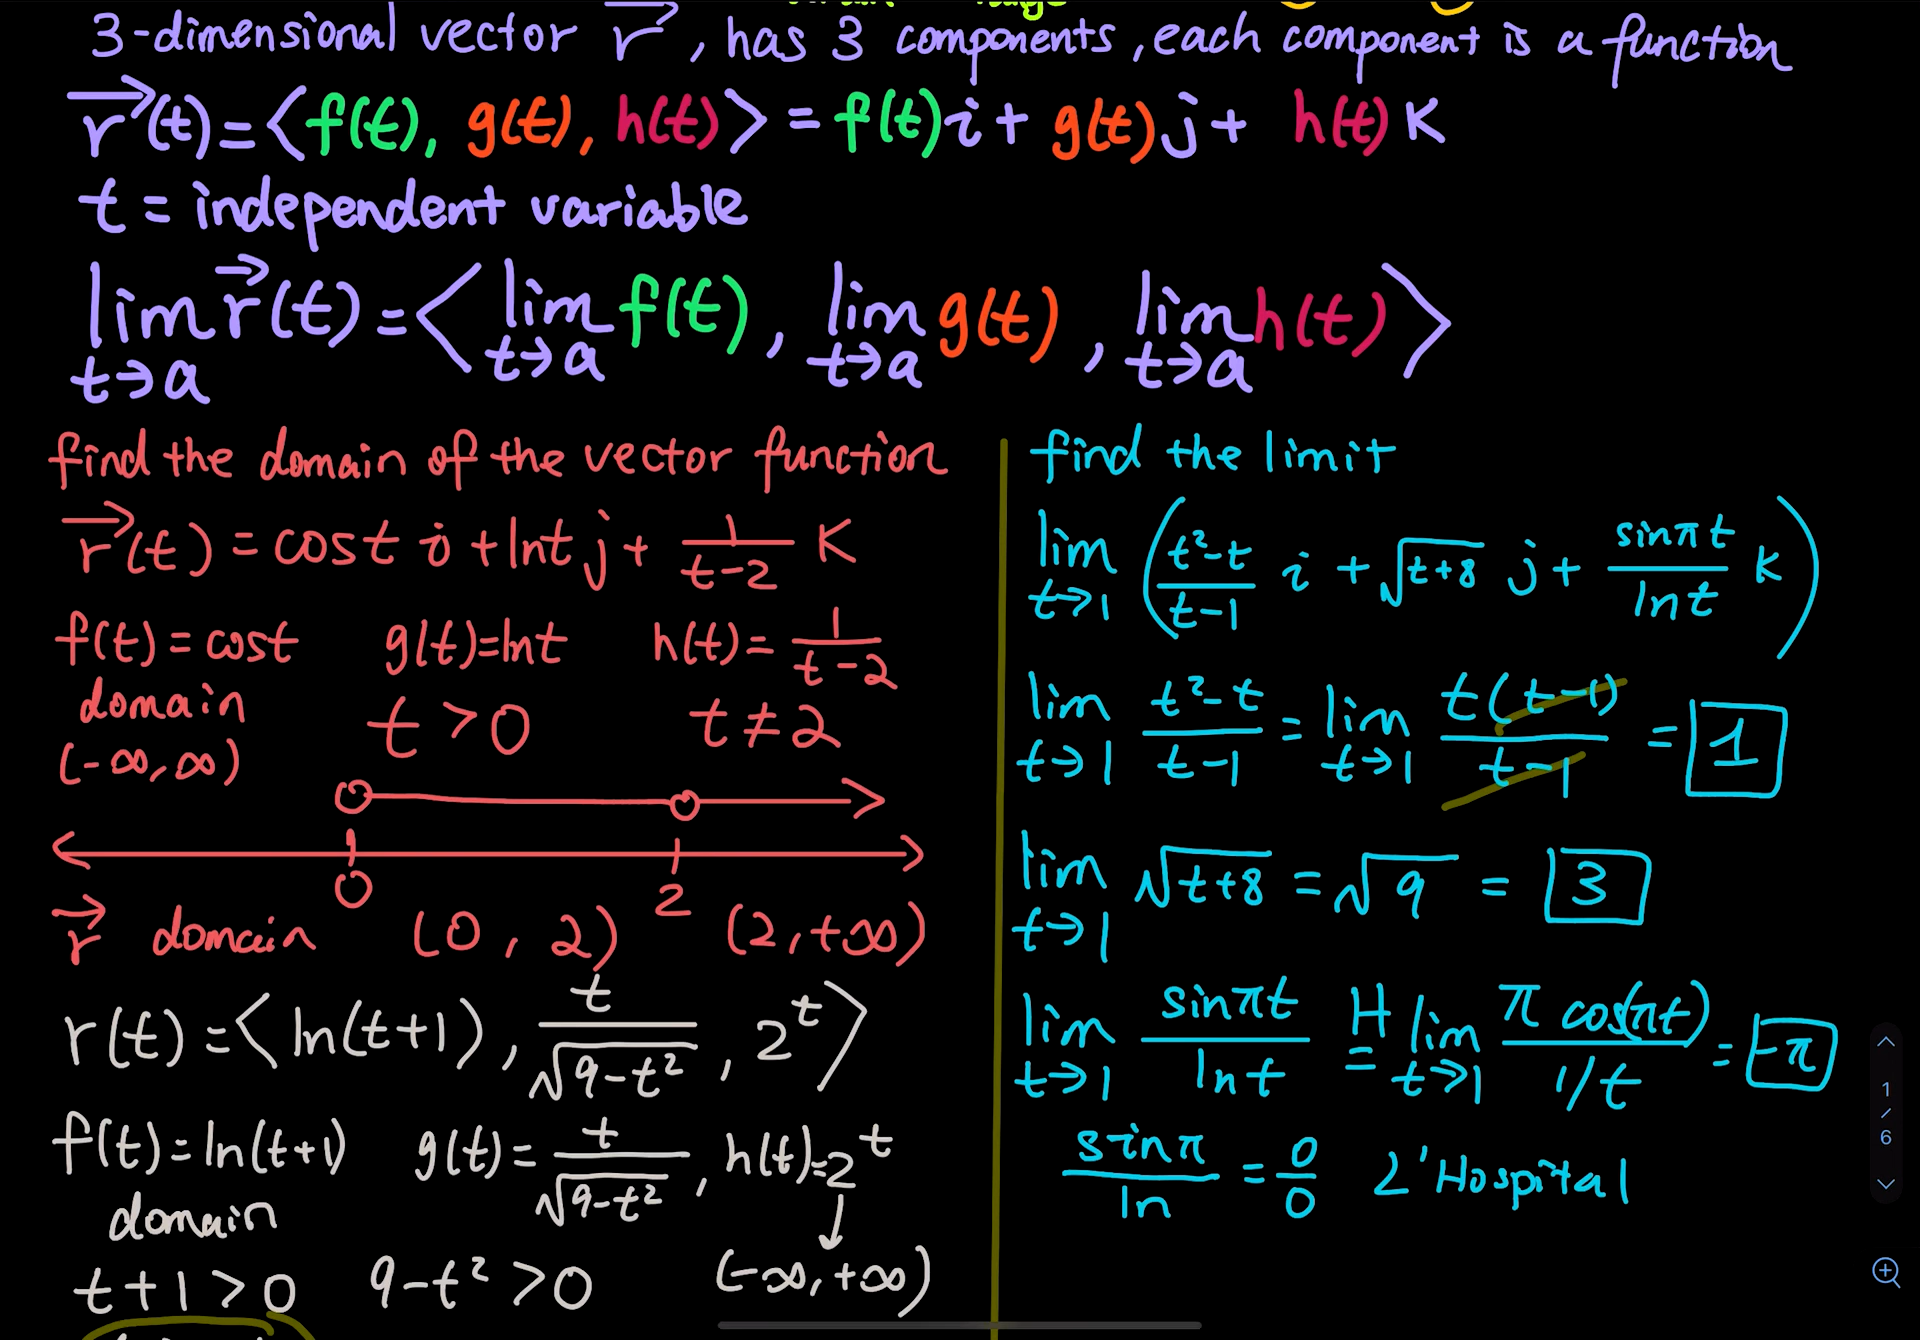 3-dimensional vector r⃗, has 3 components, each component is a function
r⃗(t) = ⟨f(t), g(t), h(t)⟩ = f(t)i + g(t)j + h(t)K
t = independent variable
lim t→a r⃗(t) = ⟨lim t→a f(t), lim t→a g(t), lim t→a h(t)⟩
find the domain of the vector function
r⃗(t) = cost i + lnt j + 1/(t-2) K
f(t) = cost g(t)=lnt h(t)= 1/(t-2)
domain
(-∞,∞) t > 0 t ≠ 2
0 2
r⃗ domain (0, 2) (2,+∞)
r(t) = ⟨ln(t+1), t/√(9-t²), 2^t⟩
f(t)=ln(t+1) g(t)= t/√(9-t²), h(t)=2^t
domain
t+1>0 9-t²>0 (-∞,+∞)
find the limit
lim t→1 ((t²-t)/(t-1) i + √(t+8) j + sinπt/lnt K)
lim t→1 (t²-t)/(t-1) = lim t→1 t(t-1)/(t-1) = 1
lim t→1 √(t+8) = √9 = 3
lim t→1 sinπt/lnt =H lim t→1 π cos(πt)/(1/t) = -π
sinπ/ln = 0/0 L'Hospital
1
/
6